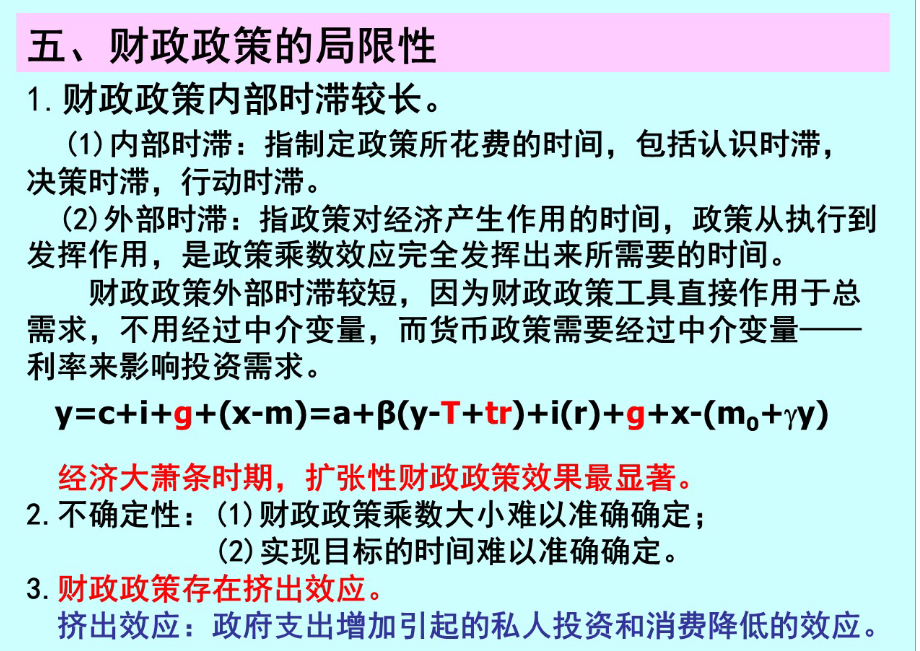 五、财政政策的局限性
1.财政政策内部时滞较长。
(1)内部时滞：指制定政策所花费的时间，包括认识时滞，
决策时滞，行动时滞。
(2)外部时滞：指政策对经济产生作用的时间，政策从执行到
发挥作用，是政策乘数效应完全发挥出来所需要的时间。
财政政策外部时滞较短，因为财政政策工具直接作用于总
需求，不用经过中介变量，而货币政策需要经过中介变量——
利率来影响投资需求。
y=c+i+g+(x-m)=a+β(y-T+tr)+i(r)+g+x-(m₀+γy)
经济大萧条时期，扩张性财政政策效果最显著。
2.不确定性：(1)财政政策乘数大小难以准确确定；
(2)实现目标的时间难以准确确定。
3.财政政策存在挤出效应。
挤出效应：政府支出增加引起的私人投资和消费降低的效应。